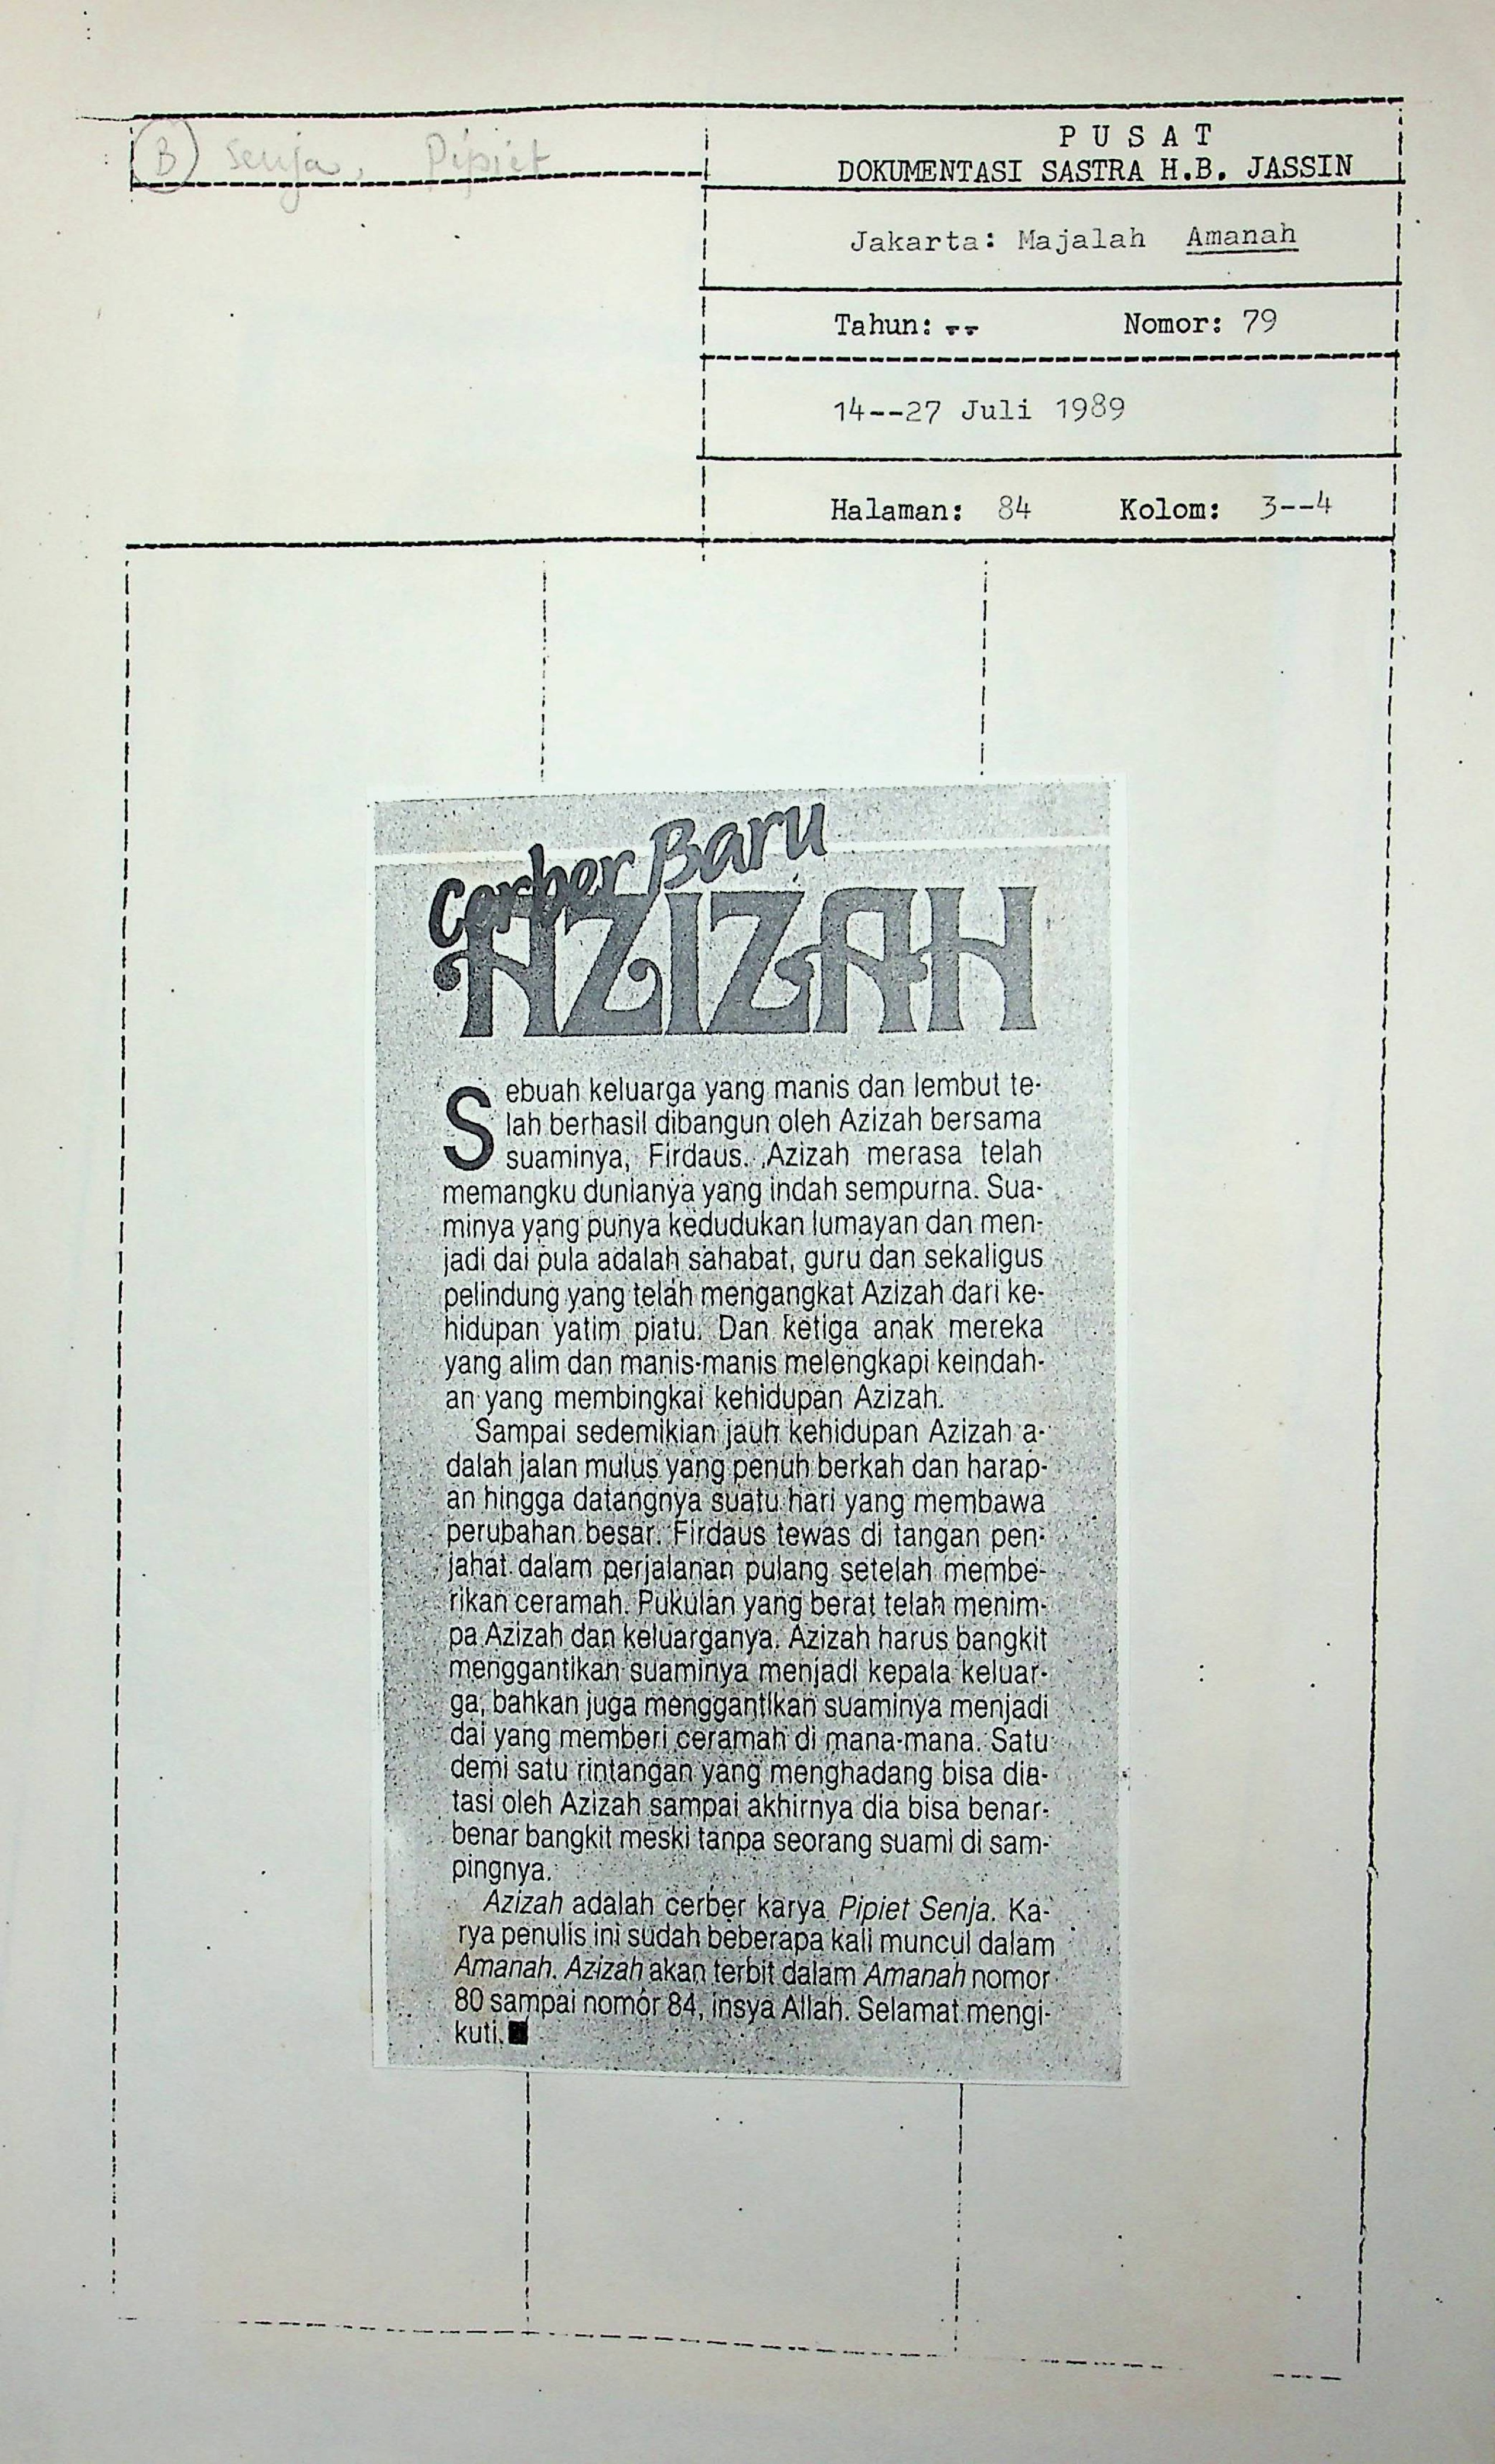 B Senja, Pipiet
PUSAT
DOKUMENTASI SASTRA H.B. JASSIN
Jakarta: Majalah Amanah
Tahun: -- Nomor: 79
14--27 Juli 1989
Halaman: 84 Kolom: 3--4
Cerber Baru
AZIZAH
Sebuah keluarga yang manis dan lembut te-
lah berhasil dibangun oleh Azizah bersama
suaminya, Firdaus. Azizah merasa telah
memangku dunianya yang indah sempurna. Sua-
minya yang punya kedudukan lumayan dan men-
jadi dai pula adalah sahabat, guru dan sekaligus
pelindung yang telah mengangkat Azizah dari ke-
hidupan yatim piatu. Dan ketiga anak mereka
yang alim dan manis-manis melengkapi keindah-
an yang membingkai kehidupan Azizah.
Sampai sedemikian jauh kehidupan Azizah a-
dalah jalan mulus yang penuh berkah dan harap-
an hingga datangnya suatu hari yang membawa
perubahan besar. Firdaus tewas di tangan pen-
jahat dalam perjalanan pulang setelah membe-
rikan ceramah. Pukulan yang berat telah menim-
pa Azizah dan keluarganya. Azizah harus bangkit
menggantikan suaminya menjadi kepala keluar-
ga, bahkan juga menggantikan suaminya menjadi
dai yang memberi ceramah di mana-mana. Satu
demi satu rintangan yang menghadang bisa dia-
tasi oleh Azizah sampai akhirnya dia bisa benar-
benar bangkit meski tanpa seorang suami di sam-
pingnya.
Azizah adalah cerber karya Pipiet Senja. Ka-
rya penulis ini sudah beberapa kali muncul dalam
Amanah. Azizah akan terbit dalam Amanah nomor
80 sampai nomor 84, insya Allah. Selamat mengi-
kuti.